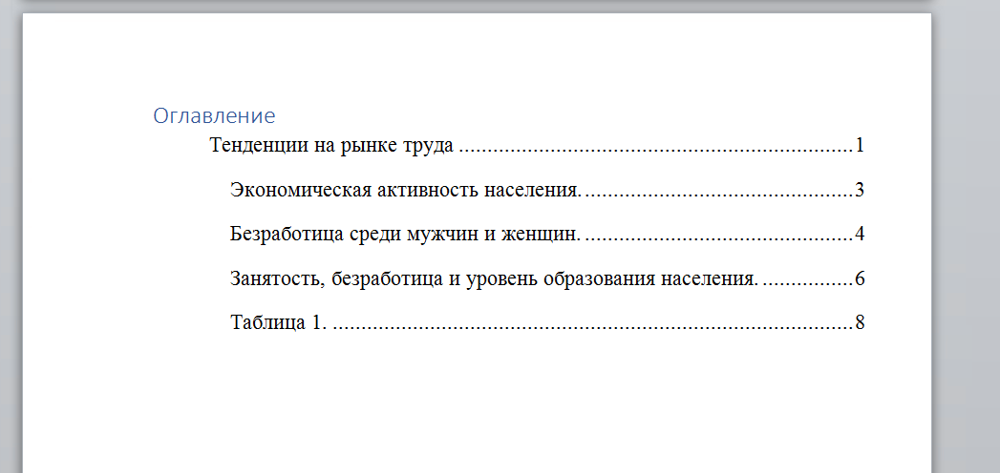 Оглавление
Тенденции на рынке труда ........................................................................ 1
Экономическая активность населения. ................................................ 3
Безработица среди мужчин и женщин. ................................................ 4
Занятость, безработица и уровень образования населения. ................ 6
Таблица 1. ............................................................................................ 8